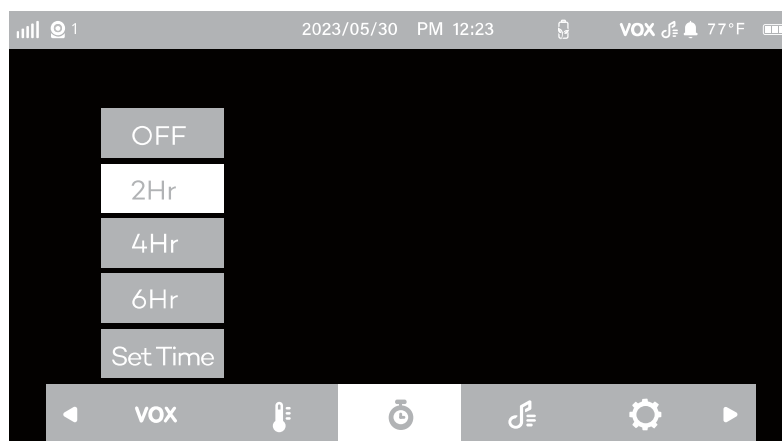 1 2023/05/30 PM 12:23 VOX 77°F
OFF
2Hr
4Hr
6Hr
Set Time
VOX